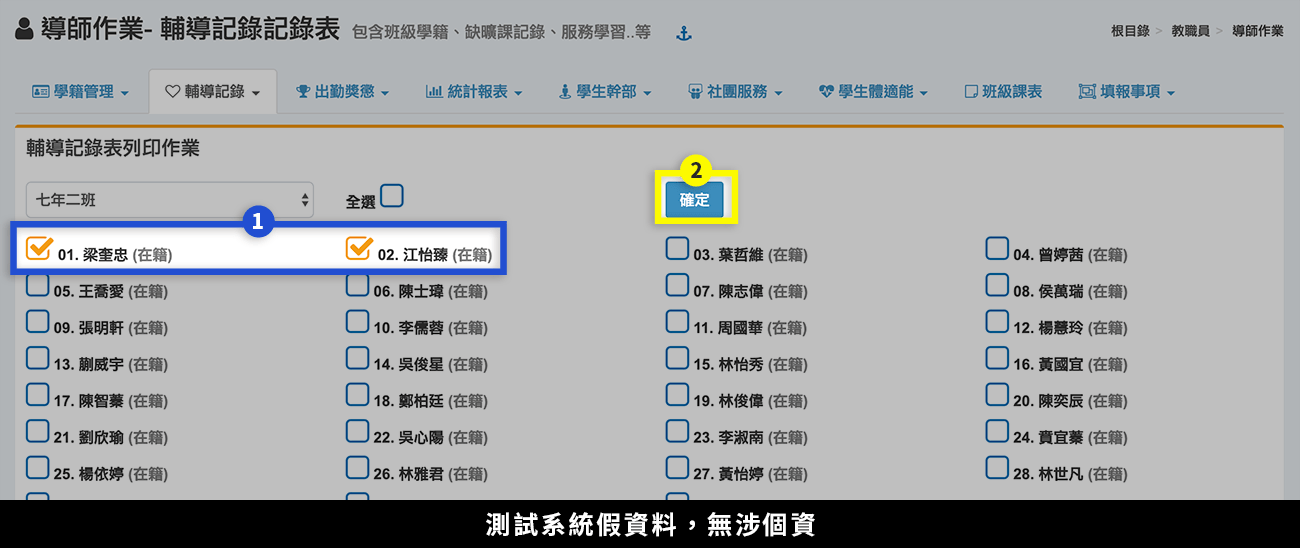 導師作業- 輔導記錄記錄表 包含班級學籍、缺曠課記錄、服務學習..等
根目錄 > 教職員 > 導師作業
學籍管理 輔導記錄 出勤獎懲 統計報表 學生幹部 社團服務 學生體適能 班級課表 填報事項
輔導記錄表列印作業
2
七年二班 全選 確定
1
01. 梁奎忠 (在籍) 02. 江怡臻 (在籍) 03. 葉哲維 (在籍) 04. 曾婷茜 (在籍)
05. 王喬愛 (在籍) 06. 陳士瑋 (在籍) 07. 陳志偉 (在籍) 08. 侯萬瑞 (在籍)
09. 張明軒 (在籍) 10. 李儒蓉 (在籍) 11. 周國華 (在籍) 12. 楊慧玲 (在籍)
13. 蒯威宇 (在籍) 14. 吳俊星 (在籍) 15. 林怡秀 (在籍) 16. 黃國宜 (在籍)
17. 陳智蓁 (在籍) 18. 鄭柏廷 (在籍) 19. 林俊偉 (在籍) 20. 陳奕辰 (在籍)
21. 劉欣瑜 (在籍) 22. 吳心陽 (在籍) 23. 李淑南 (在籍) 24. 賁宜蓁 (在籍)
25. 楊依婷 (在籍) 26. 林雅君 (在籍) 27. 黃怡婷 (在籍) 28. 林世凡 (在籍)
測試系統假資料，無涉個資